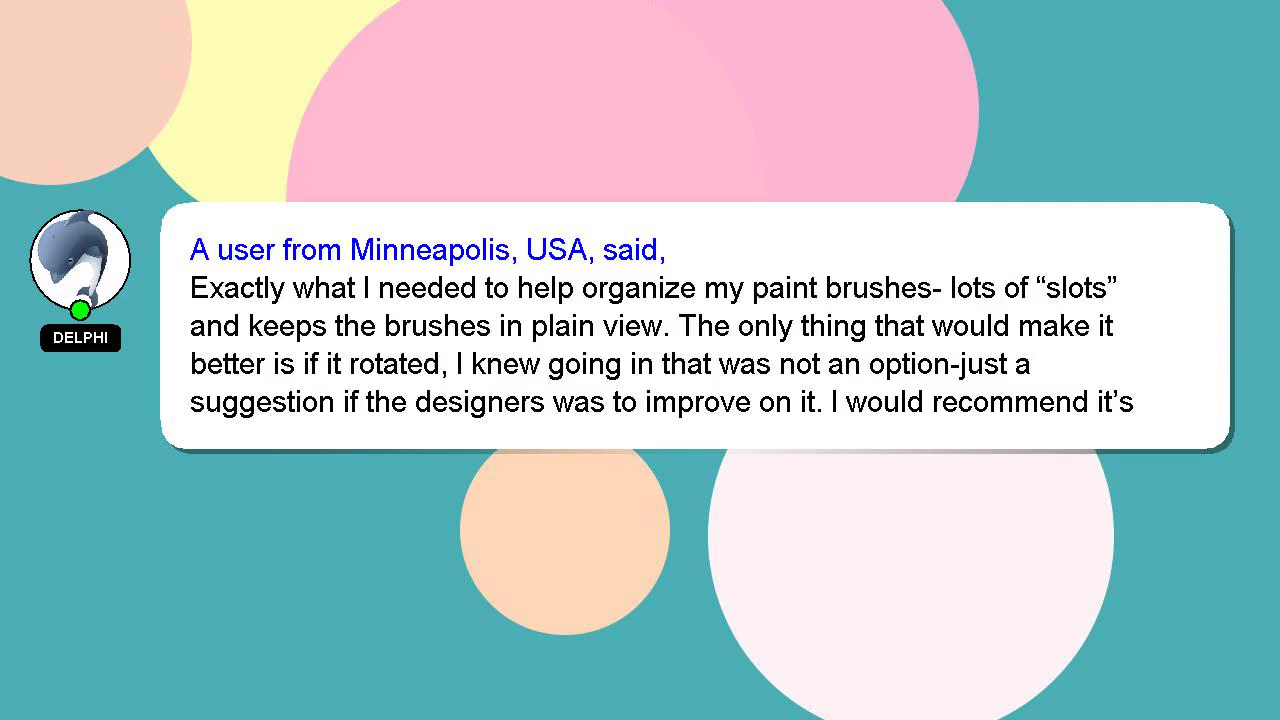 A user from Minneapolis, USA, said,
Exactly what I needed to help organize my paint brushes- lots of “slots”
and keeps the brushes in plain view. The only thing that would make it
better is if it rotated, I knew going in that was not an option-just a
suggestion if the designers was to improve on it. I would recommend it’s
DELPHI